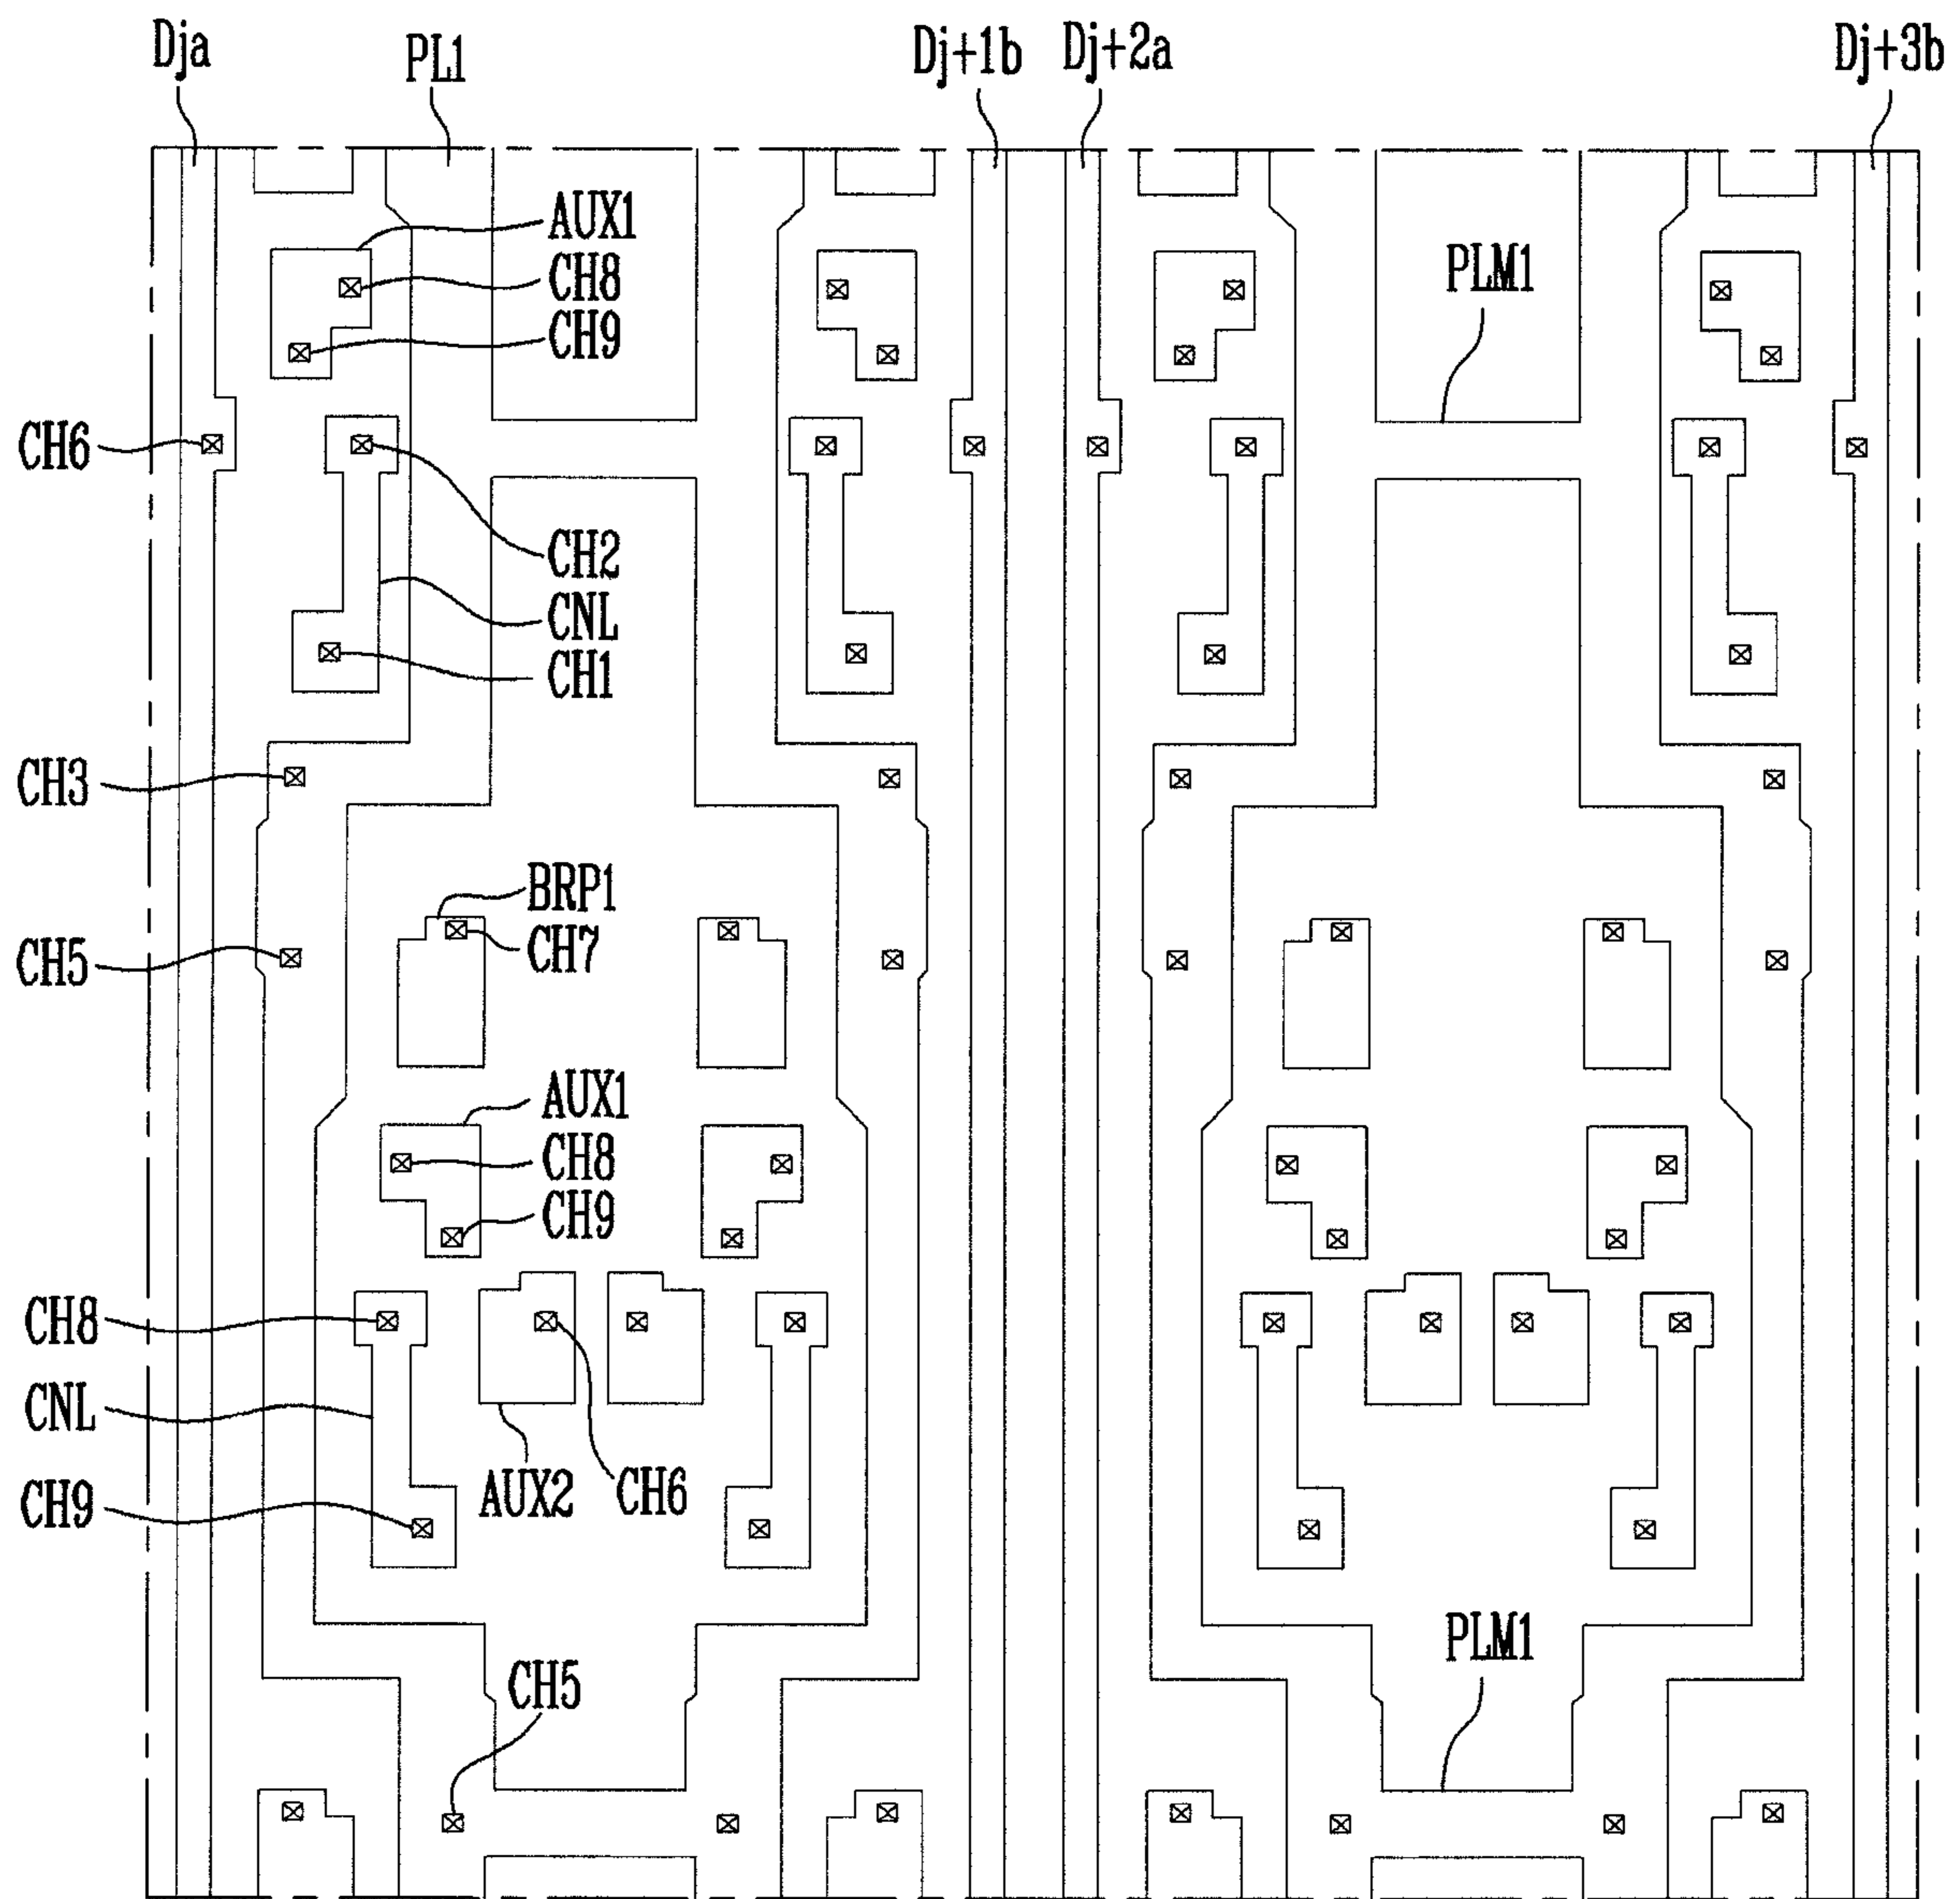 Dja
PL1
Dj+1b
Dj+2a
Dj+3b
AUX1
CH8
CH9
PLM1
CH6
CH2
CNL
CH1
CH3
BRP1
CH7
CH5
AUX1
CH8
CH9
CH8
CNL
CH9
AUX2
CH6
CH5
PLM1